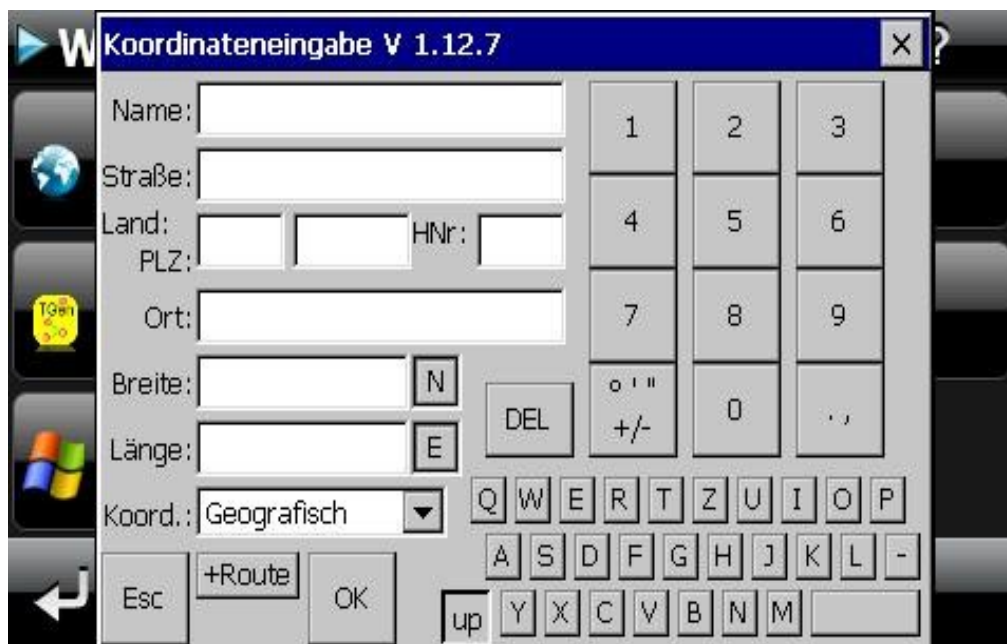 W
?
Koordinateneingabe V 1.12.7
Name:
Straße:
Land:
PLZ:
HNr:
Ort:
Breite:
N
Länge:
E
Koord.: Geografisch
Esc
+Route
OK
DEL
1 2 3
4 5 6
7 8 9
° ' "
+/-
0
. ,
Q W E R T Z U I O P
A S D F G H J K L -
up Y X C V B N M
TGen